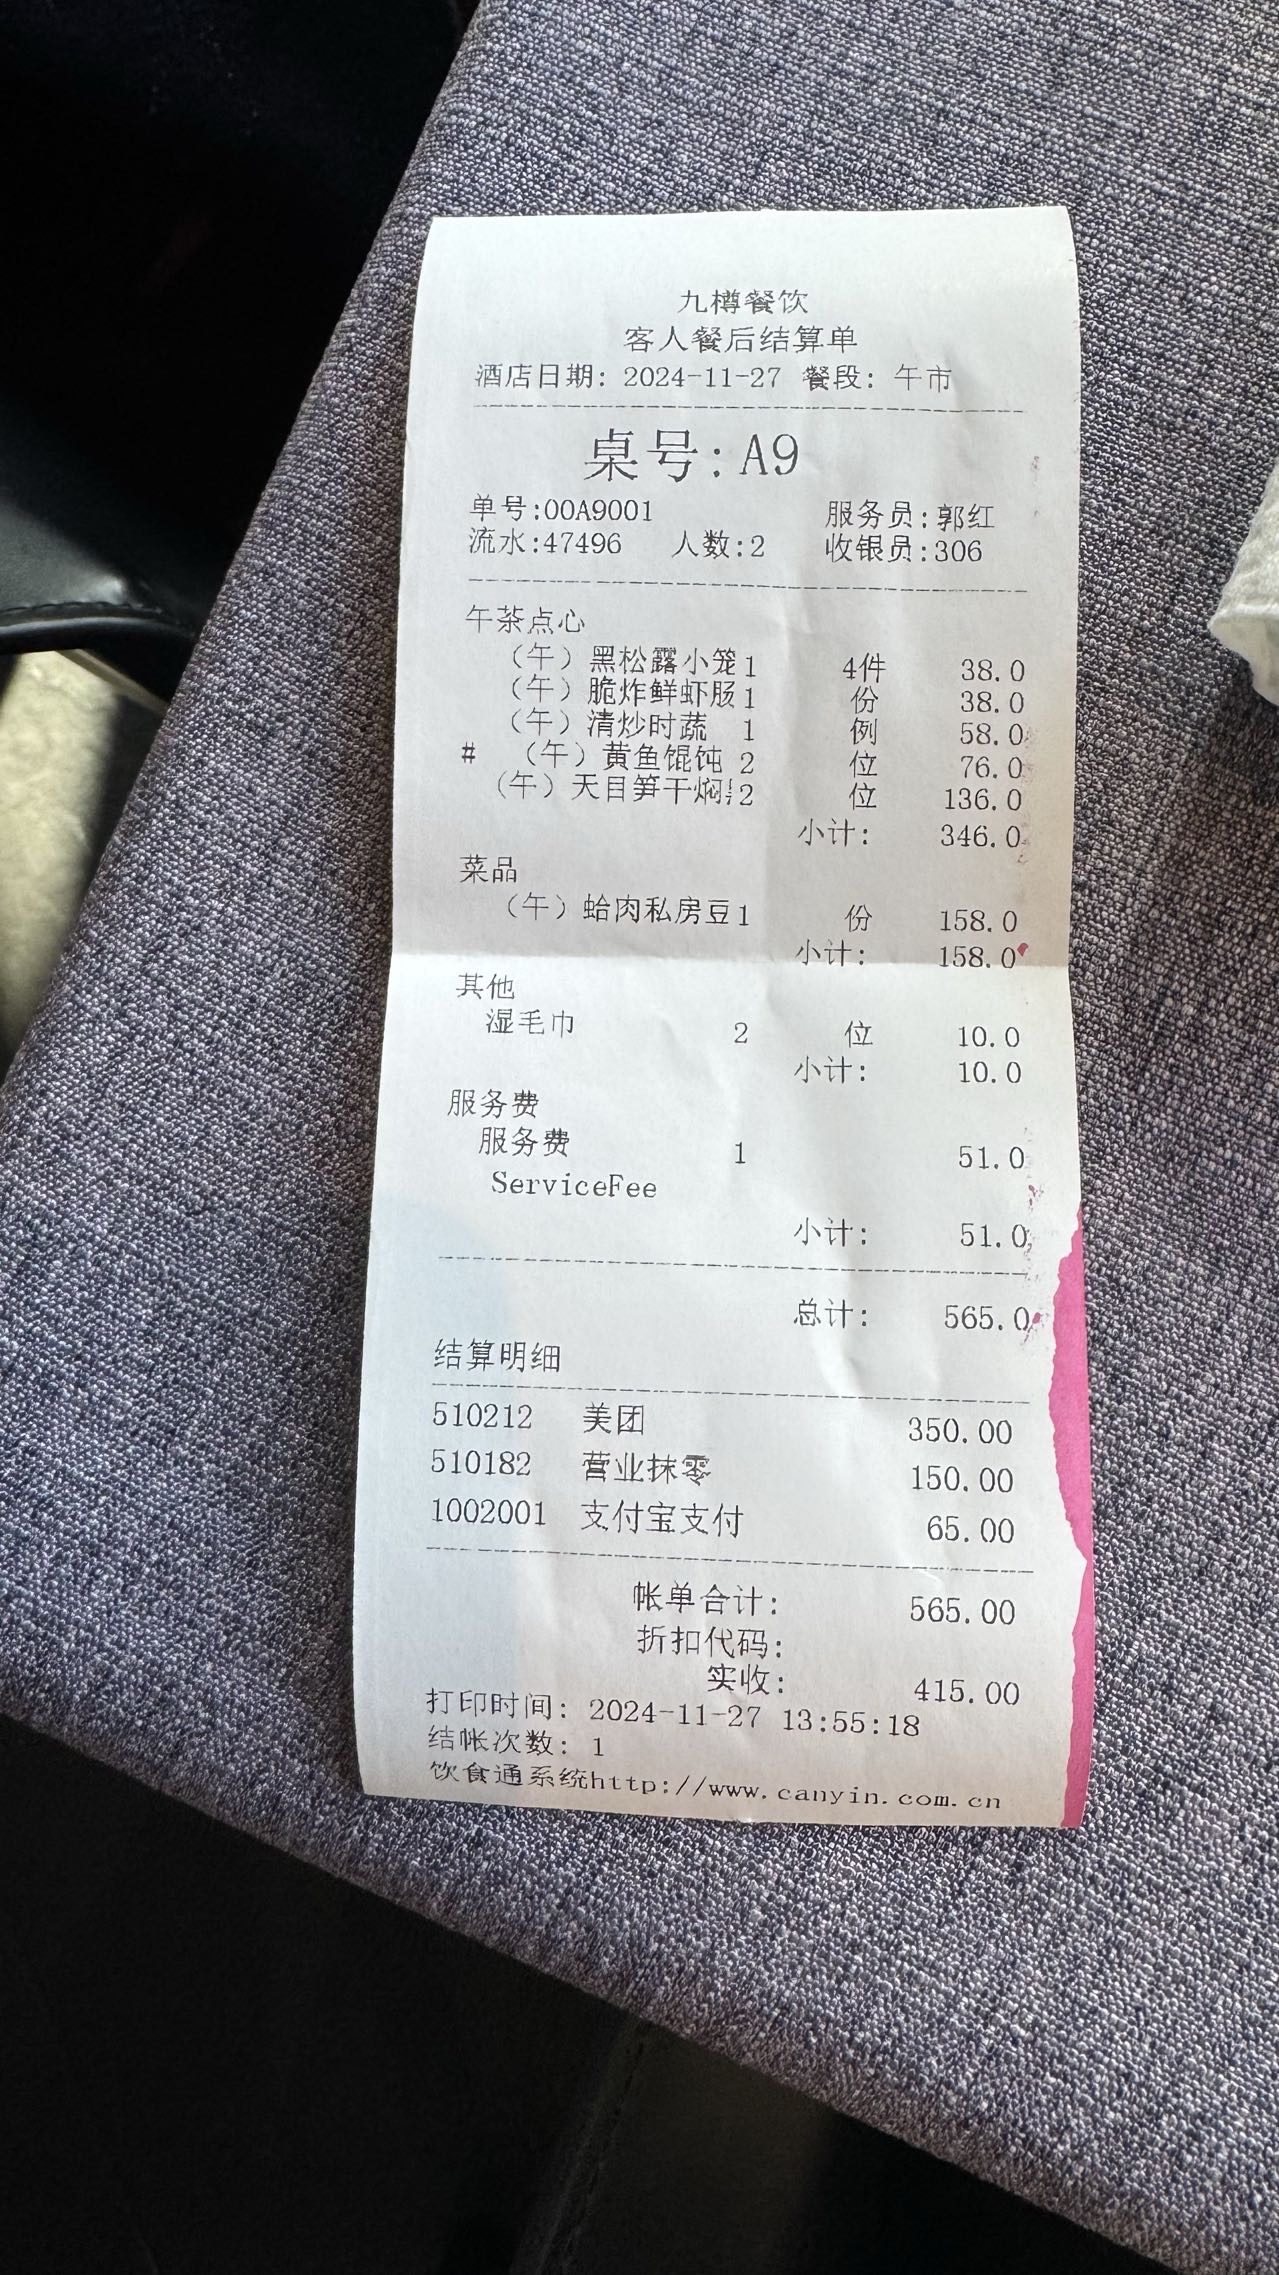 九樽餐饮
客人餐后结算单
酒店日期: 2024-11-27 餐段: 午市
桌号:A9
单号:00A9001 服务员:郭红
流水:47496 人数:2 收银员:306
午茶点心
(午) 黑松露小笼1 4件 38.0
(午) 脆炸鲜虾肠1 份 38.0
(午) 清炒时蔬 1 例 58.0
# (午) 黄鱼馄饨 2 位 76.0
(午) 天目笋干焖 2 位 136.0
小计: 346.0
菜品
(午) 蛤肉私房豆1 份 158.0
小计: 158.0
其他
湿毛巾 2 位 10.0
小计: 10.0
服务费
服务费 1 51.0
ServiceFee
小计: 51.0
总计: 565.0
结算明细
510212 美团 350.00
510182 营业抹零 150.00
1002001 支付宝支付 65.00
帐单合计: 565.00
折扣代码:
实收: 415.00
打印时间: 2024-11-27 13:55:18
结帐次数: 1
饮食通系统http://www.canyin.com.cn